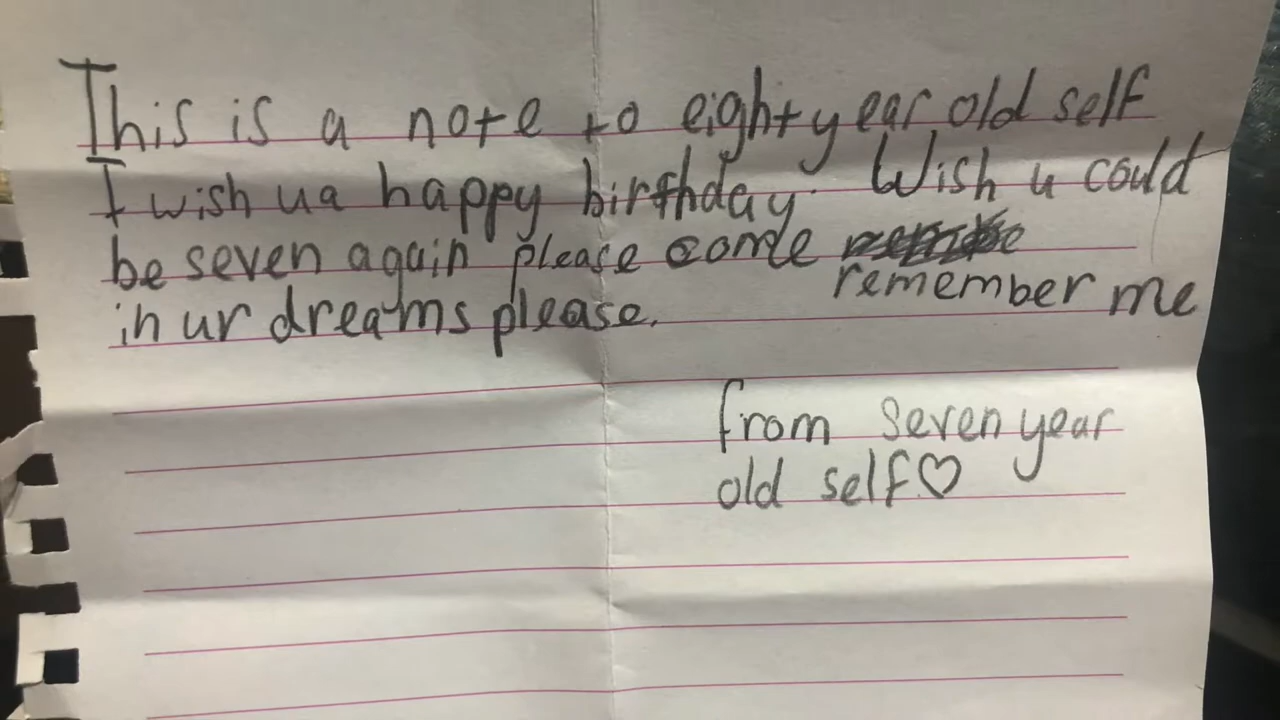 This is a note to eight year old self
I wish u a happy birthday. Wish u could
be seven again please come
remember me
in ur dreams please.
from seven year
old self♡